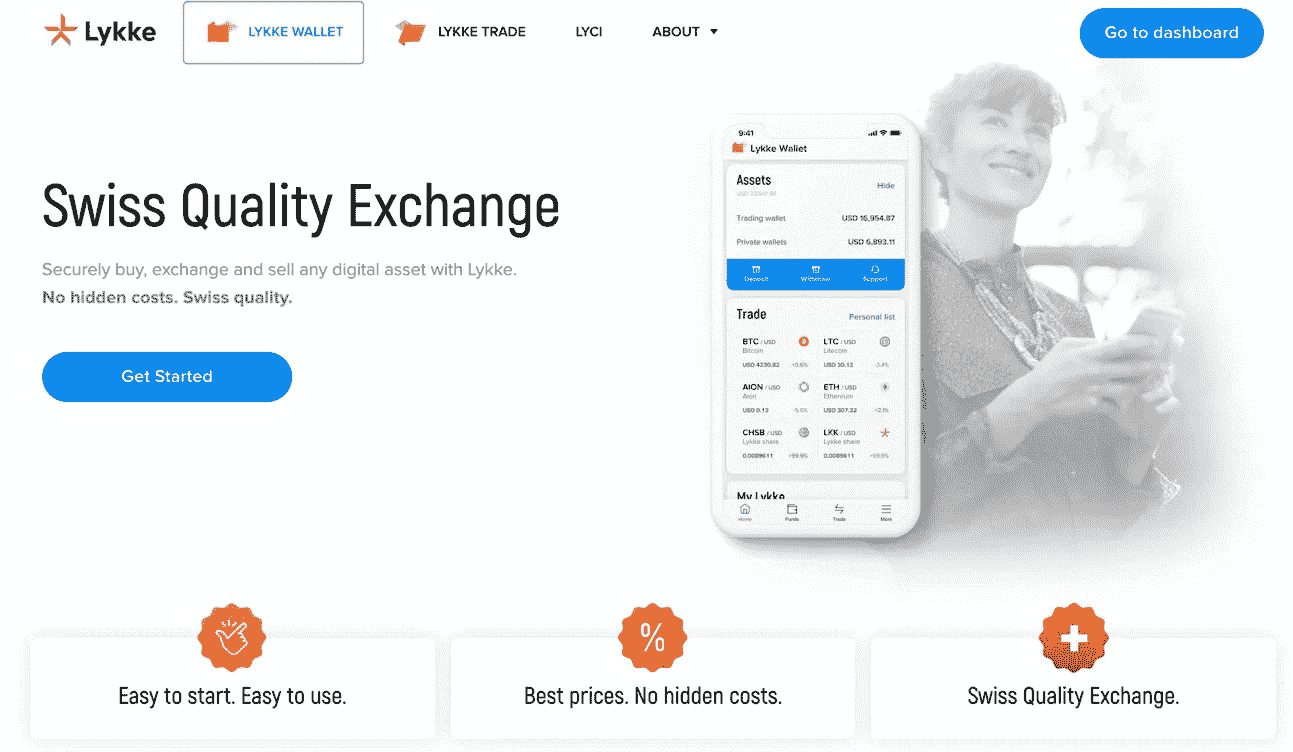 Lykke
LYKKE WALLET
LYKKE TRADE
LYCI
ABOUT
Go to dashboard
Swiss Quality Exchange
Securely buy, exchange and sell any digital asset with Lykke.
No hidden costs. Swiss quality.
Get Started
9:41
Lykke Wallet
Assets
Hide
Trading wallet USD 16,954.87
Private wallets USD 6,893.11
Deposit Withdraw Support
Trade Personal list
BTC / USD LTC / USD
Bitcoin Litecoin
USD 4230.82 +0.6% USD 30.12 -3.4%
AION / USD ETH / USD
Aion Ethereum
USD 0.13 -5.6% USD 307.32 +2.1%
CHSB / USD LKK / USD
Lykke share Lykke share
0.0089611 +99.9% 0.0089611 +99.9%
My Lykke
Home Funds Trade More
%
Easy to start. Easy to use.
Best prices. No hidden costs.
Swiss Quality Exchange.